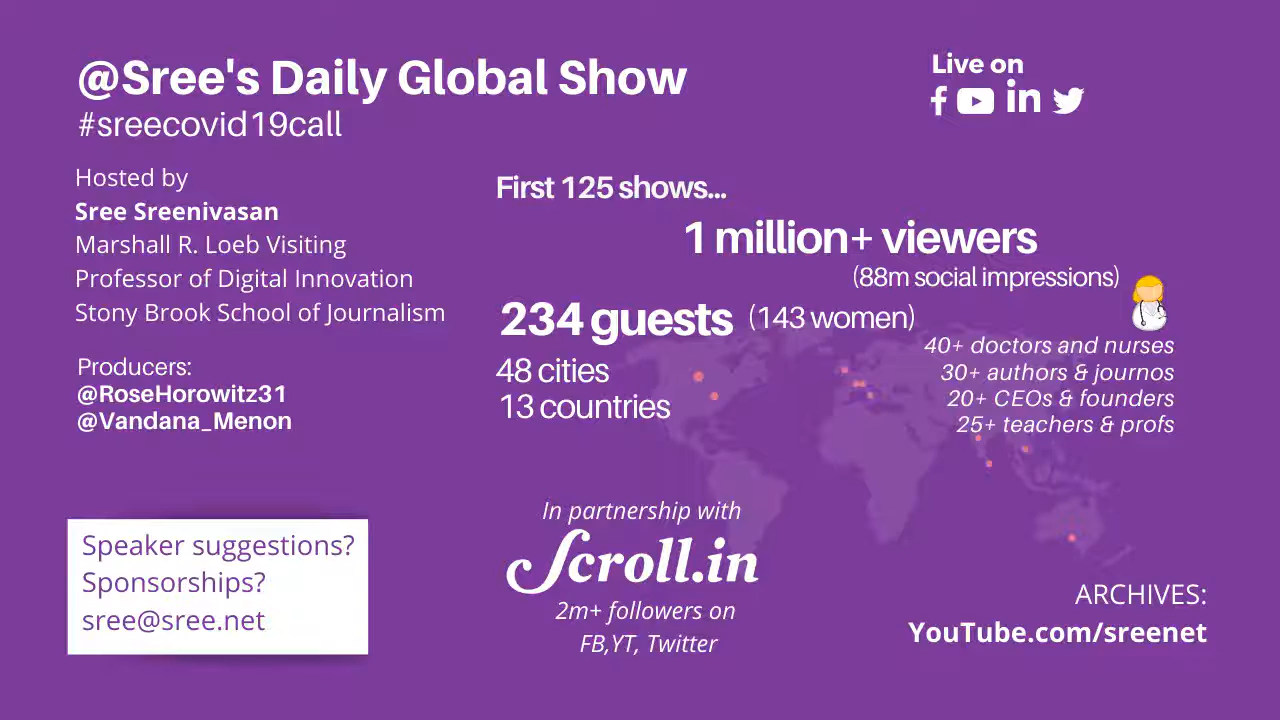 @Sree's Daily Global Show
#sreecovid19call
Live on
Hosted by
Sree Sreenivasan
Marshall R. Loeb Visiting
Professor of Digital Innovation
Stony Brook School of Journalism
Producers:
@RoseHorowitz31
@Vandana_Menon
First 125 shows...
1 million+ viewers
(88m social impressions)
234 guests (143 women)
48 cities
13 countries
40+ doctors and nurses
30+ authors & journos
20+ CEOs & founders
25+ teachers & profs
Speaker suggestions?
Sponsorships?
sree@sree.net
In partnership with
Scroll.in
2m+ followers on
FB,YT, Twitter
ARCHIVES:
YouTube.com/sreenet